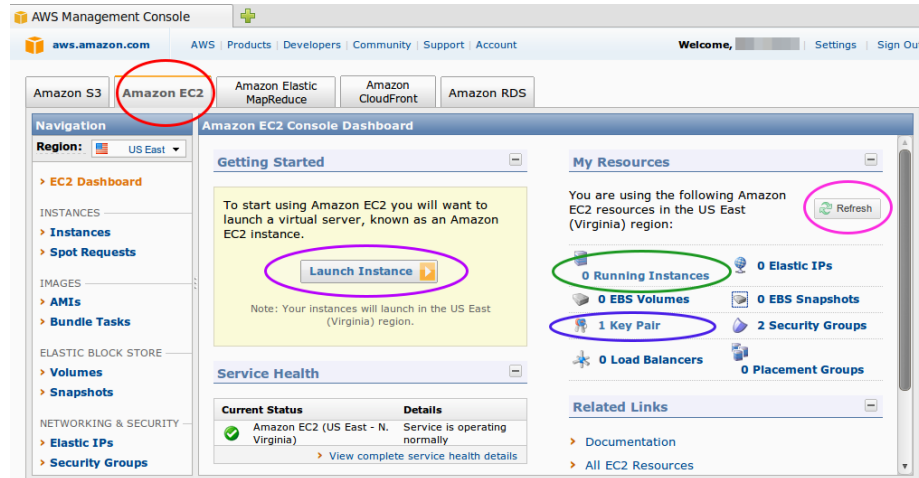 AWS Management Console
aws.amazon.com
AWS | Products | Developers | Community | Support | Account
Welcome,
Settings | Sign Ou
Amazon S3
Amazon EC2
Amazon Elastic
MapReduce
Amazon
CloudFront
Amazon RDS
Navigation
Region:
US East
EC2 Dashboard
INSTANCES
Instances
Spot Requests
IMAGES
AMIs
Bundle Tasks
ELASTIC BLOCK STORE
Volumes
Snapshots
NETWORKING & SECURITY
Elastic IPs
Security Groups
Amazon EC2 Console Dashboard
Getting Started
To start using Amazon EC2 you will want to
launch a virtual server, known as an Amazon
EC2 instance.
Launch Instance
Note: Your instances will launch in the US East
(Virginia) region.
Service Health
Current Status
Details
Amazon EC2 (US East - N.
Virginia)
Service is operating
normally
View complete service health details
My Resources
You are using the following Amazon
EC2 resources in the US East
(Virginia) region:
Refresh
0 Running Instances
0 Elastic IPs
0 EBS Volumes
0 EBS Snapshots
1 Key Pair
2 Security Groups
0 Load Balancers
0 Placement Groups
Related Links
Documentation
All EC2 Resources